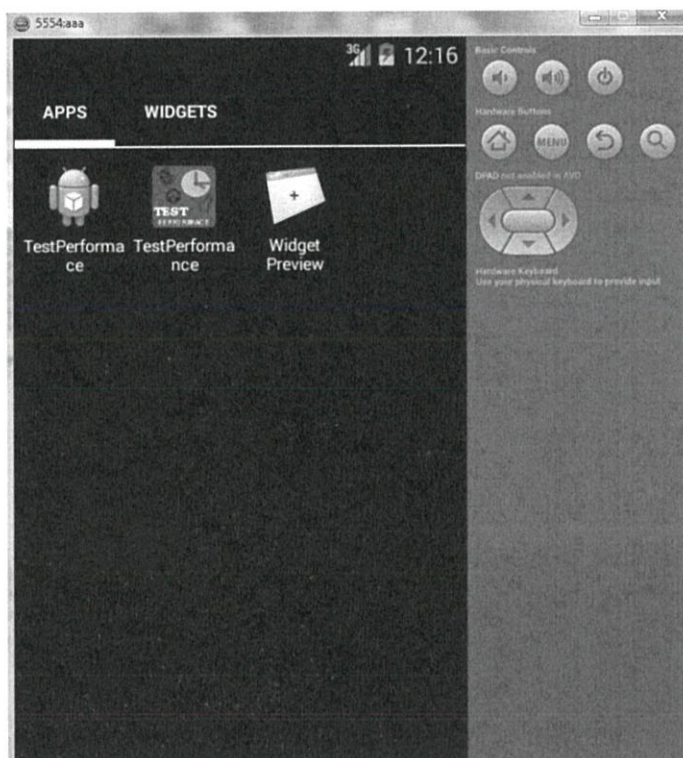 5554:aaa
3G 12:16
APPS WIDGETS
TEST
TestPerforma
ce
TestPerforma
nce
Widget
Preview
Basic Controls
Hardware Buttons
MENU
DPAD not enabled in AVD
Hardware Keyboard
Use your physical keyboard to provide input